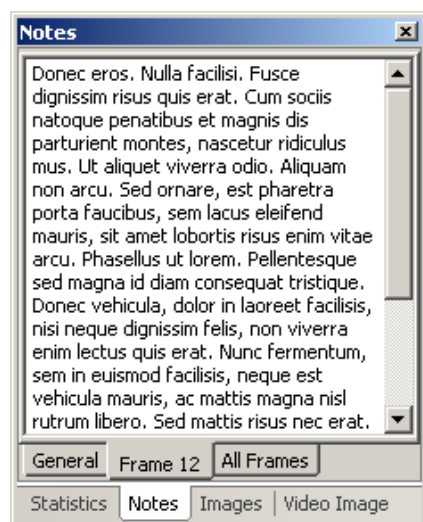 Notes
Donec eros. Nulla facilisi. Fusce
dignissim risus quis erat. Cum sociis
natoque penatibus et magnis dis
parturient montes, nascetur ridiculus
mus. Ut aliquet viverra odio. Aliquam
non arcu. Sed ornare, est pharetra
porta faucibus, sem lacus eleifend
mauris, sit amet lobortis risus enim vitae
arcu. Phasellus ut lorem. Pellentesque
sed magna id diam consequat tristique.
Donec vehicula, dolor in laoreet facilisis,
nisi neque dignissim felis, non viverra
enim lectus quis erat. Nunc fermentum,
sem in euismod facilisis, neque est
vehicula mauris, ac mattis magna nisl
rutrum libero. Sed mattis risus nec erat.
General Frame 12 All Frames
Statistics Notes Images Video Image